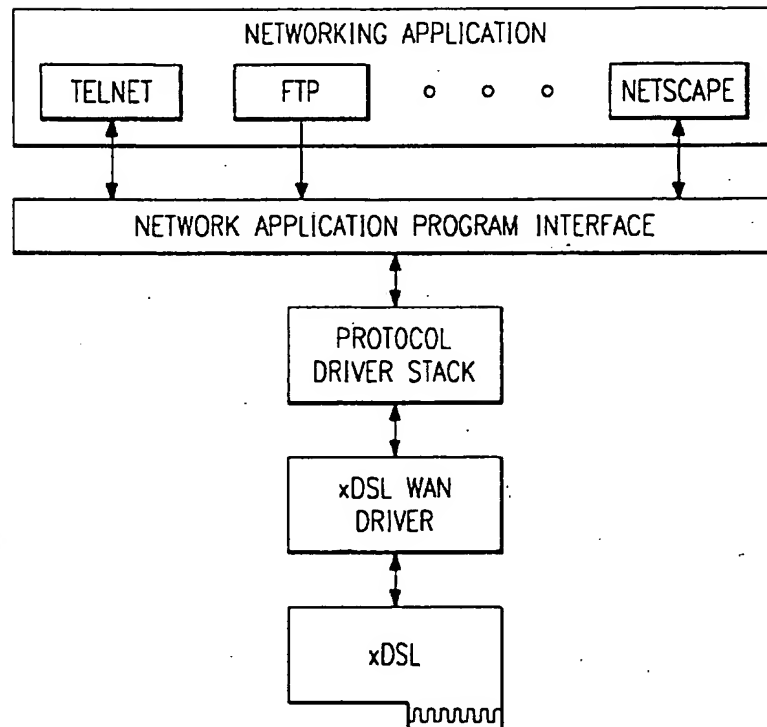 NETWORKING APPLICATION
TELNET
FTP
NETSCAPE
NETWORK APPLICATION PROGRAM INTERFACE
PROTOCOL
DRIVER STACK
xDSL WAN
DRIVER
xDSL